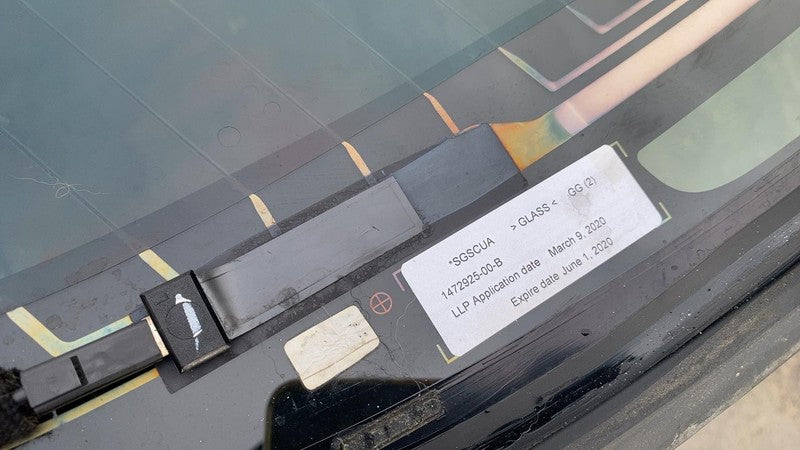 *SGSCUA > GLASS < GG (2)
1472925-00-B
LLP Application date March 9, 2020
Expire date June 1, 2020